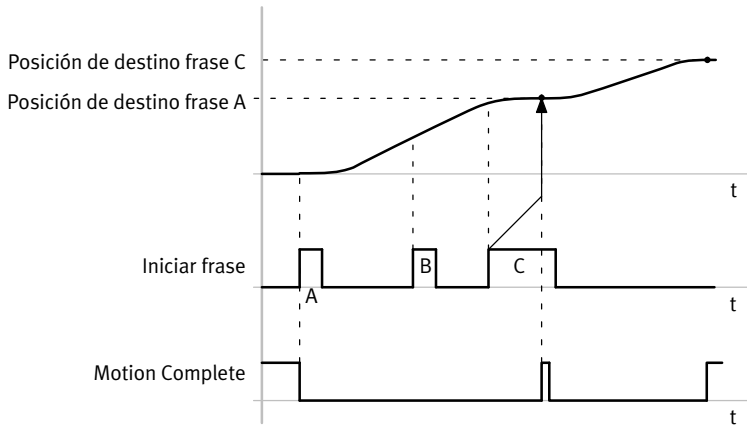 Posición de destino frase C
Posición de destino frase A
t
Iniciar frase
A
B
C
t
Motion Complete
t